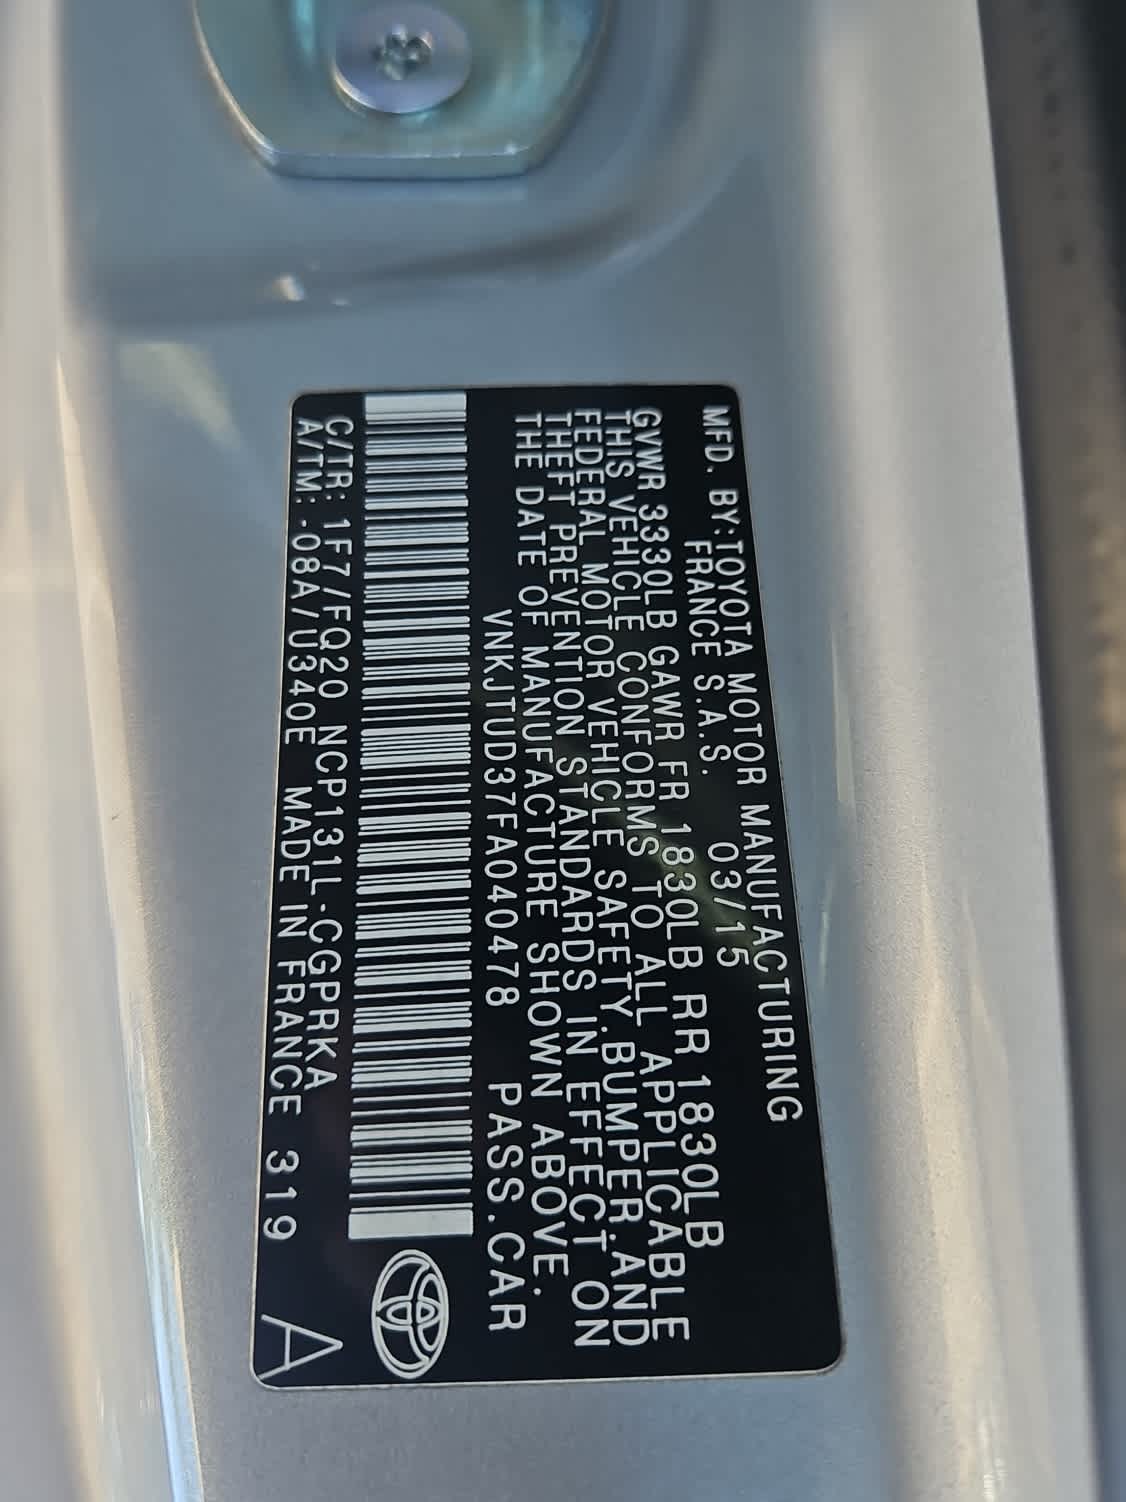 MFD. BY:TOYOTA MOTOR MANUFACTURING
FRANCE S.A.S. 03/15
GVWR 3330LB GAWR FR 1830LB RR 1830LB
THIS VEHICLE CONFORMS TO ALL APPLICABLE
FEDERAL MOTOR VEHICLE SAFETY.BUMPER.AND
THEFT PREVENTION STANDARDS IN EFFECT ON
THE DATE OF MANUFACTURE SHOWN ABOVE.
VNKJTUD37FA040478 PASS.CAR
C/TR: 1F7/FQ20 NCP131L-CGPRKA
A/TM: -08A/U340E MADE IN FRANCE 319 A